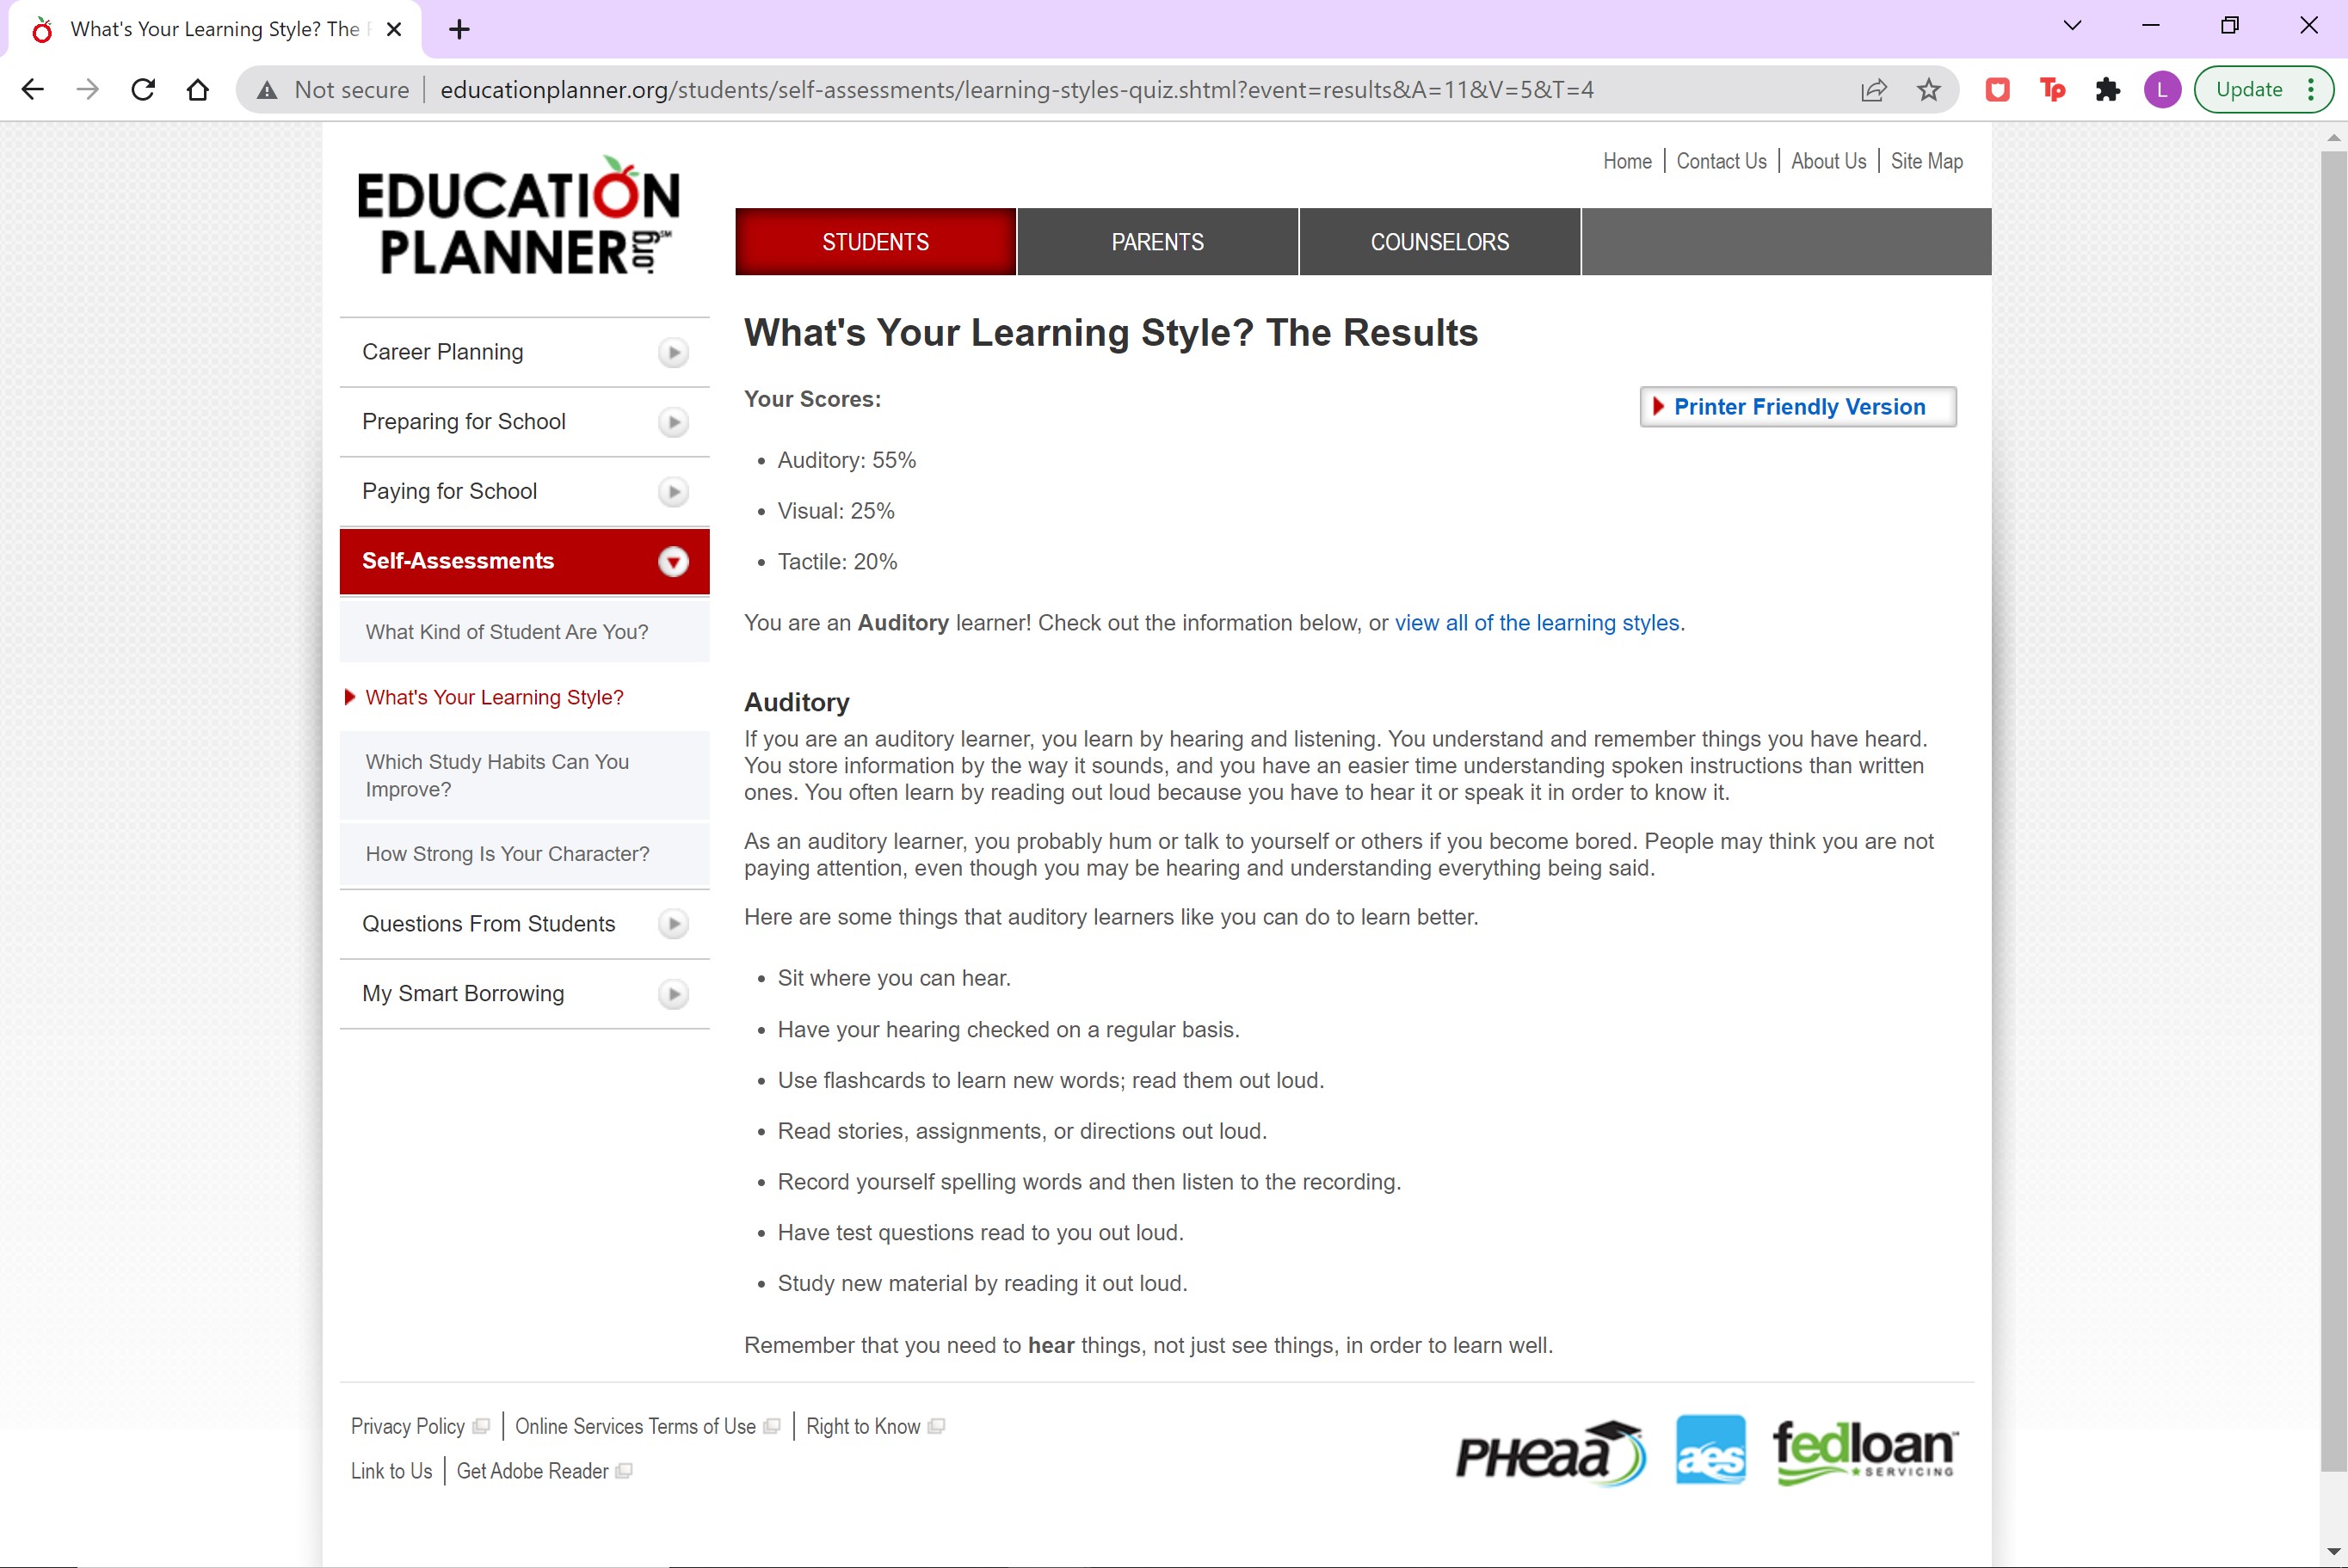 What's Your Learning Style? The
Not secure
educationplanner.org/students/self-assessments/learning-styles-quiz.shtml?event=results&A=11&V=5&T=4
Tp
L
Update
EDUCATION
PLANNER.org℠
Home | Contact Us | About Us | Site Map
STUDENTS
PARENTS
COUNSELORS
Career Planning
Preparing for School
Paying for School
Self-Assessments
What Kind of Student Are You?
What's Your Learning Style?
Which Study Habits Can You
Improve?
How Strong Is Your Character?
Questions From Students
My Smart Borrowing
What's Your Learning Style? The Results
Your Scores:
Printer Friendly Version
• Auditory: 55%
• Visual: 25%
• Tactile: 20%
You are an Auditory learner! Check out the information below, or view all of the learning styles.
Auditory
If you are an auditory learner, you learn by hearing and listening. You understand and remember things you have heard.
You store information by the way it sounds, and you have an easier time understanding spoken instructions than written
ones. You often learn by reading out loud because you have to hear it or speak it in order to know it.
As an auditory learner, you probably hum or talk to yourself or others if you become bored. People may think you are not
paying attention, even though you may be hearing and understanding everything being said.
Here are some things that auditory learners like you can do to learn better.
• Sit where you can hear.
• Have your hearing checked on a regular basis.
• Use flashcards to learn new words; read them out loud.
• Read stories, assignments, or directions out loud.
• Record yourself spelling words and then listen to the recording.
• Have test questions read to you out loud.
• Study new material by reading it out loud.
Remember that you need to hear things, not just see things, in order to learn well.
Privacy Policy | Online Services Terms of Use | Right to Know
Link to Us | Get Adobe Reader
PHEAA
aes
fedloan
SERVICING